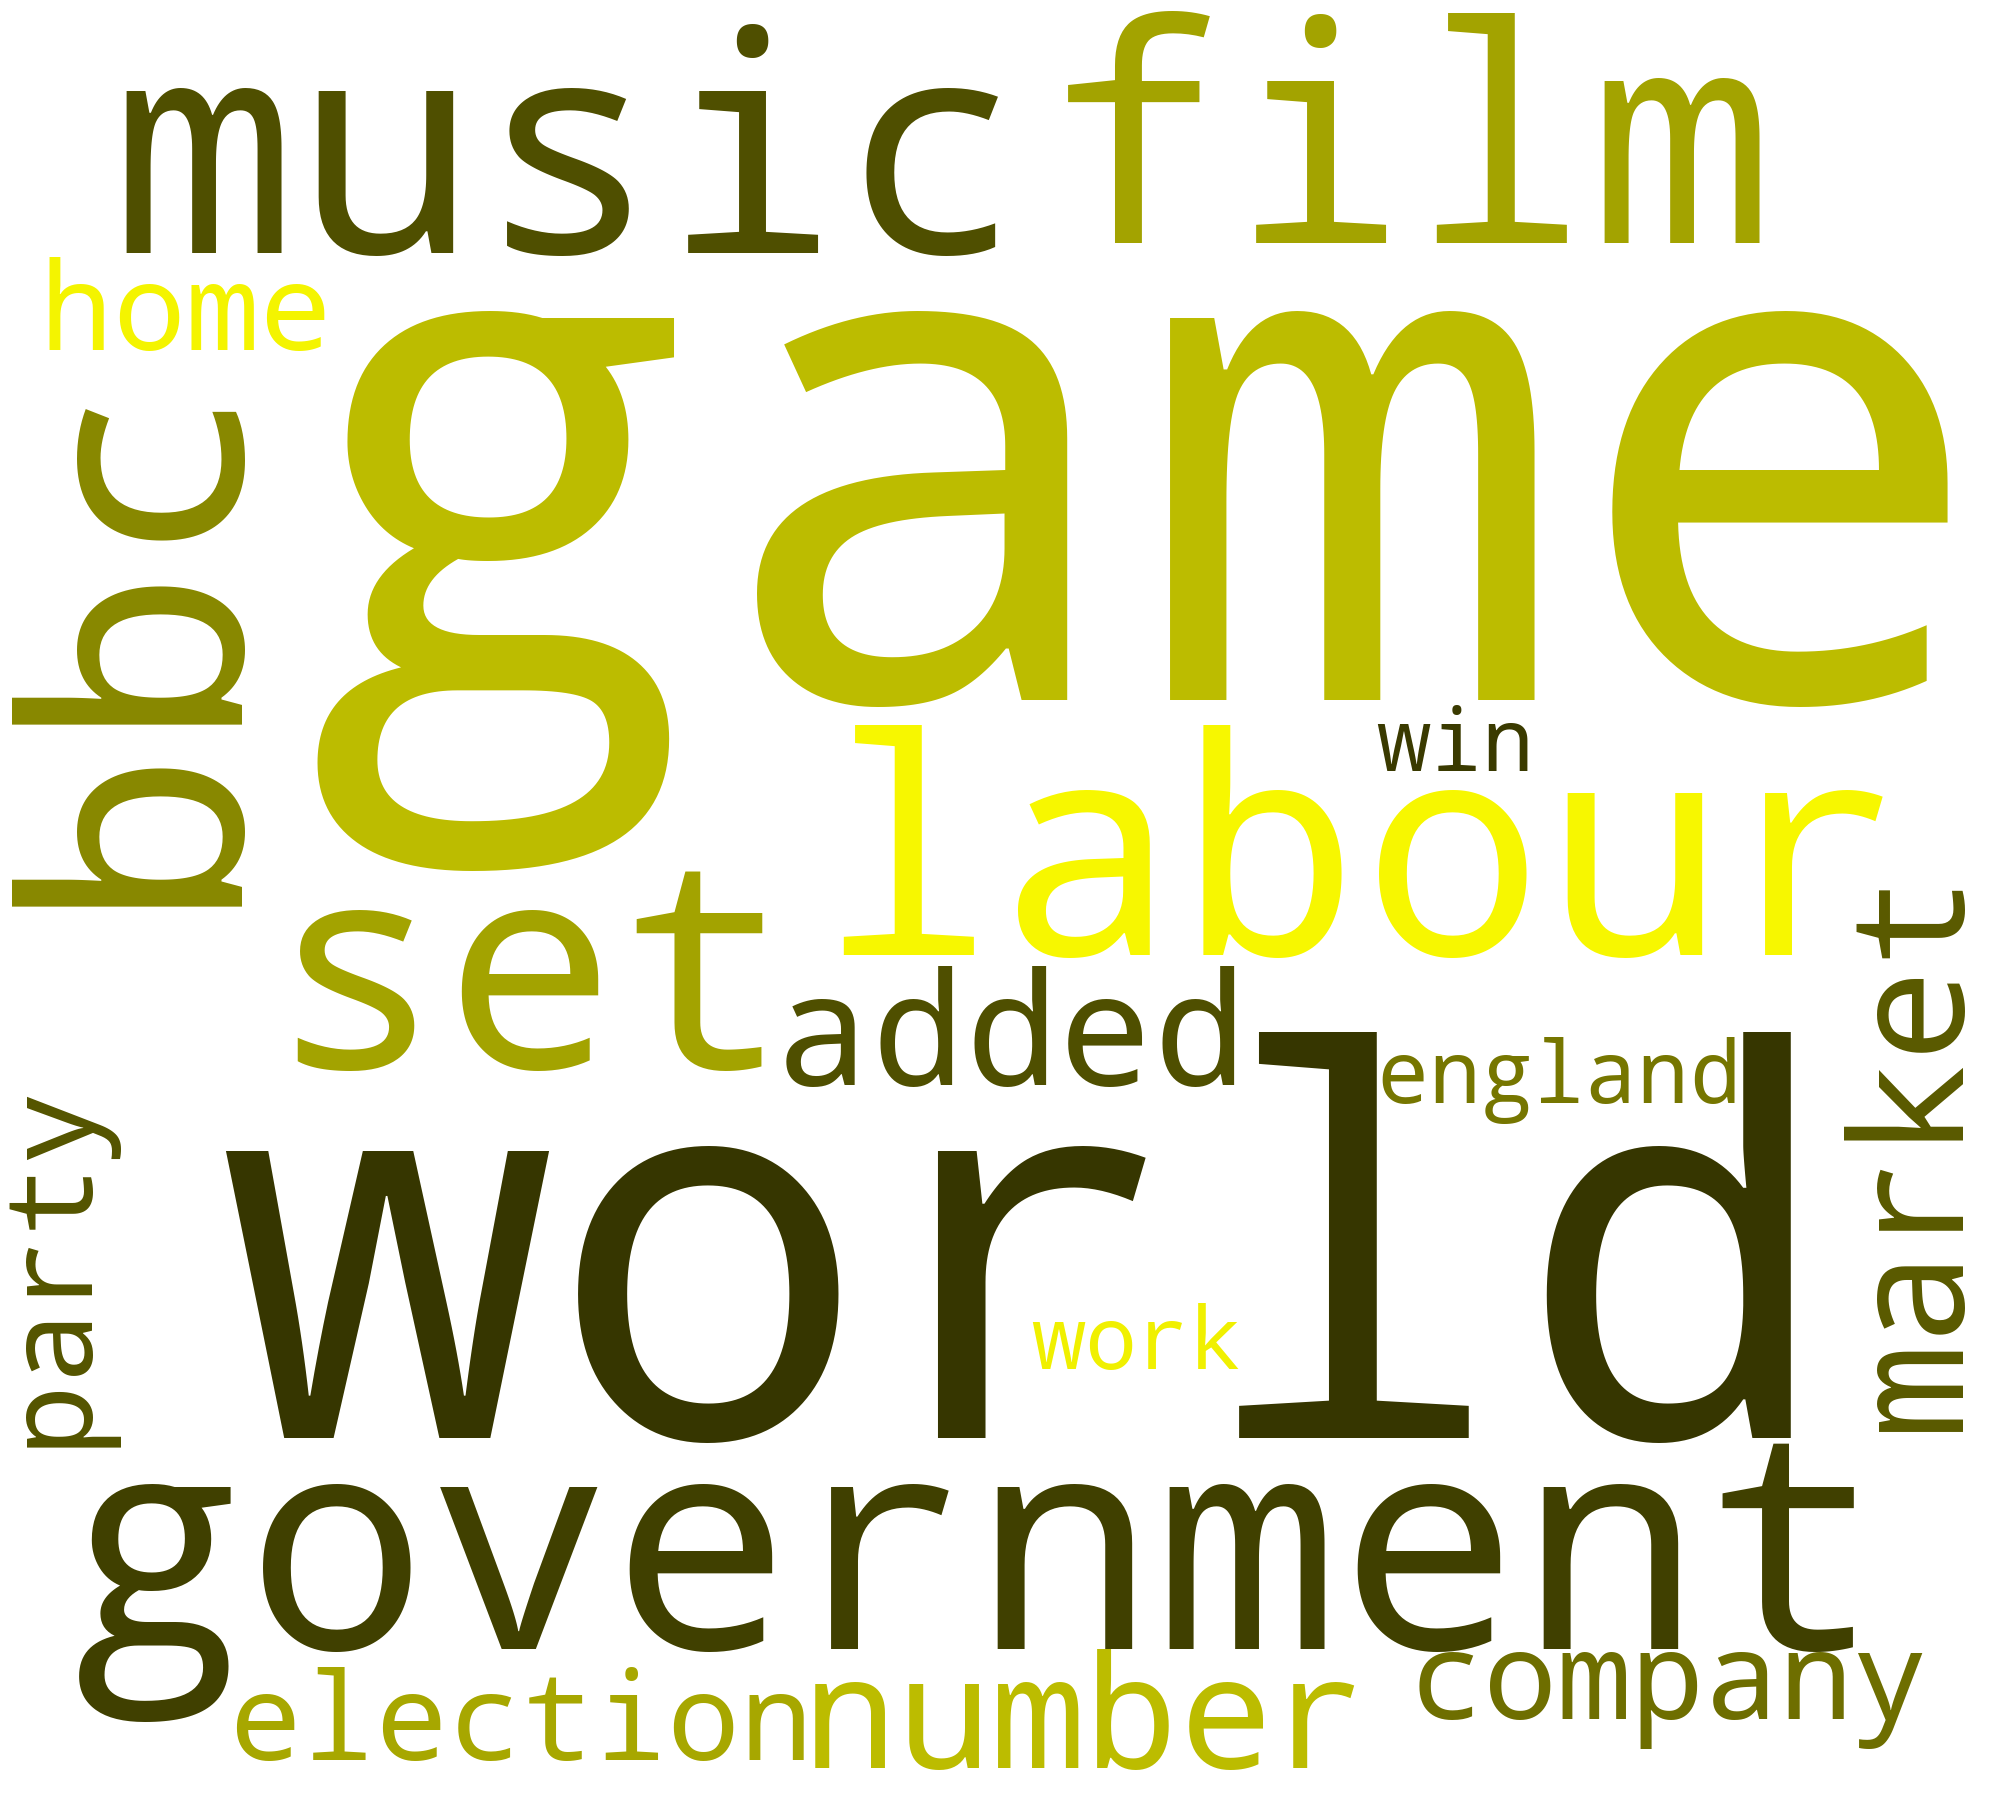 music film
home
game
bbc
win
labour
set
added
england
market
party
world
work
government
election number company